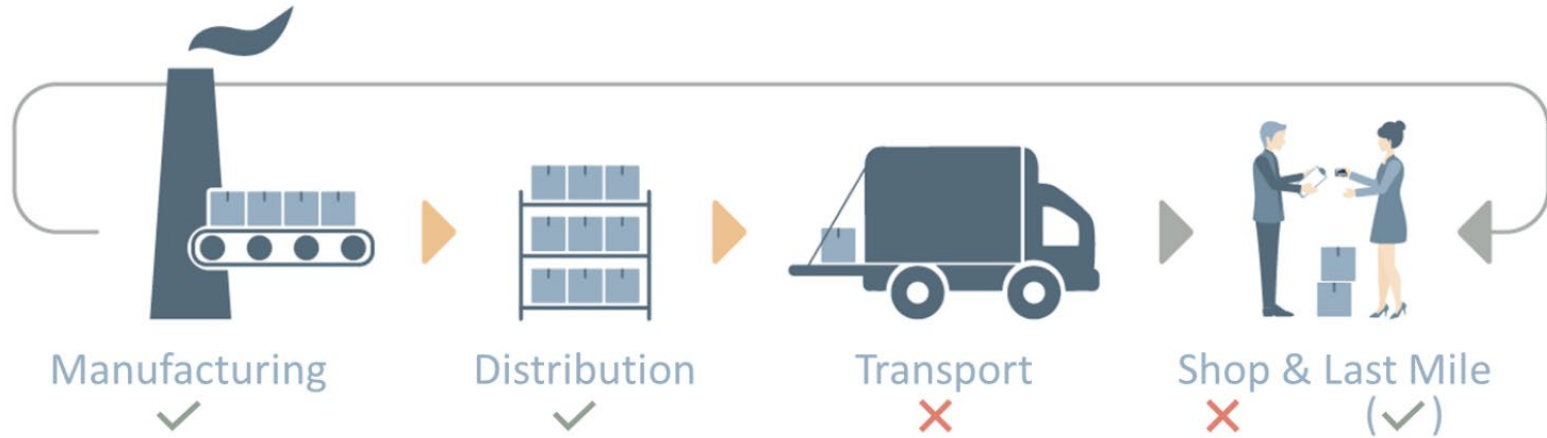 Manufacturing
Distribution
Transport
Shop & Last Mile
✓
✓
✕
✕
(✓)